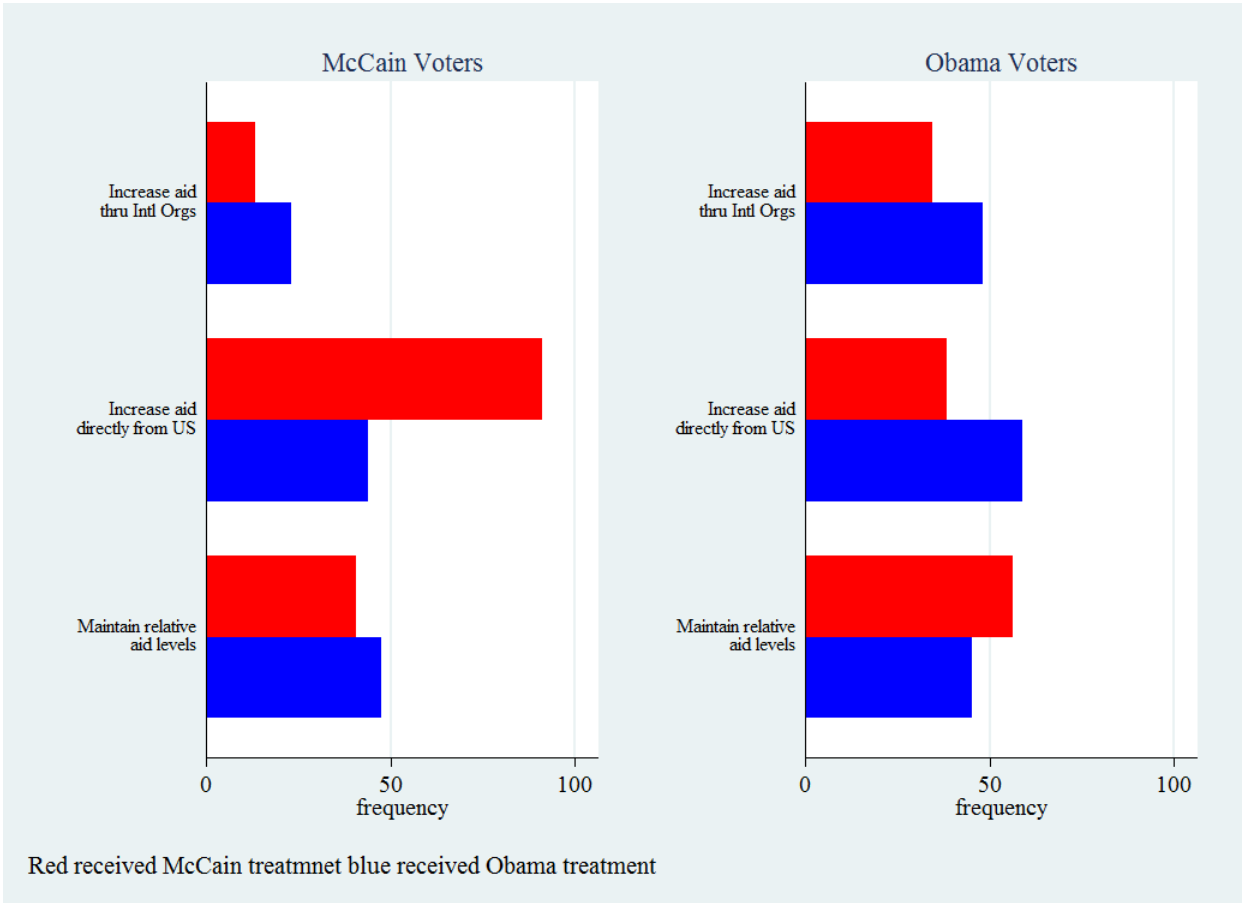 McCain Voters
Increase aid
thru Intl Orgs
Increase aid
directly from US
Maintain relative
aid levels
0 50 100
frequency
Obama Voters
Increase aid
thru Intl Orgs
Increase aid
directly from US
Maintain relative
aid levels
0 50 100
frequency
Red received McCain treatmnet blue received Obama treatment